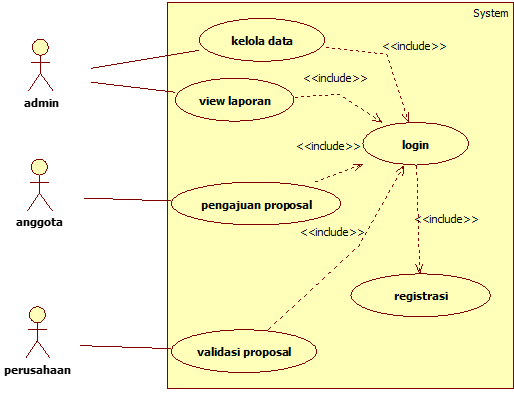 System
kelola data
<<include>>
admin
view laporan
<<include>>
login
<<include>>
anggota
pengajuan proposal
<<include>>
<<include>>
registrasi
perusahaan
validasi proposal